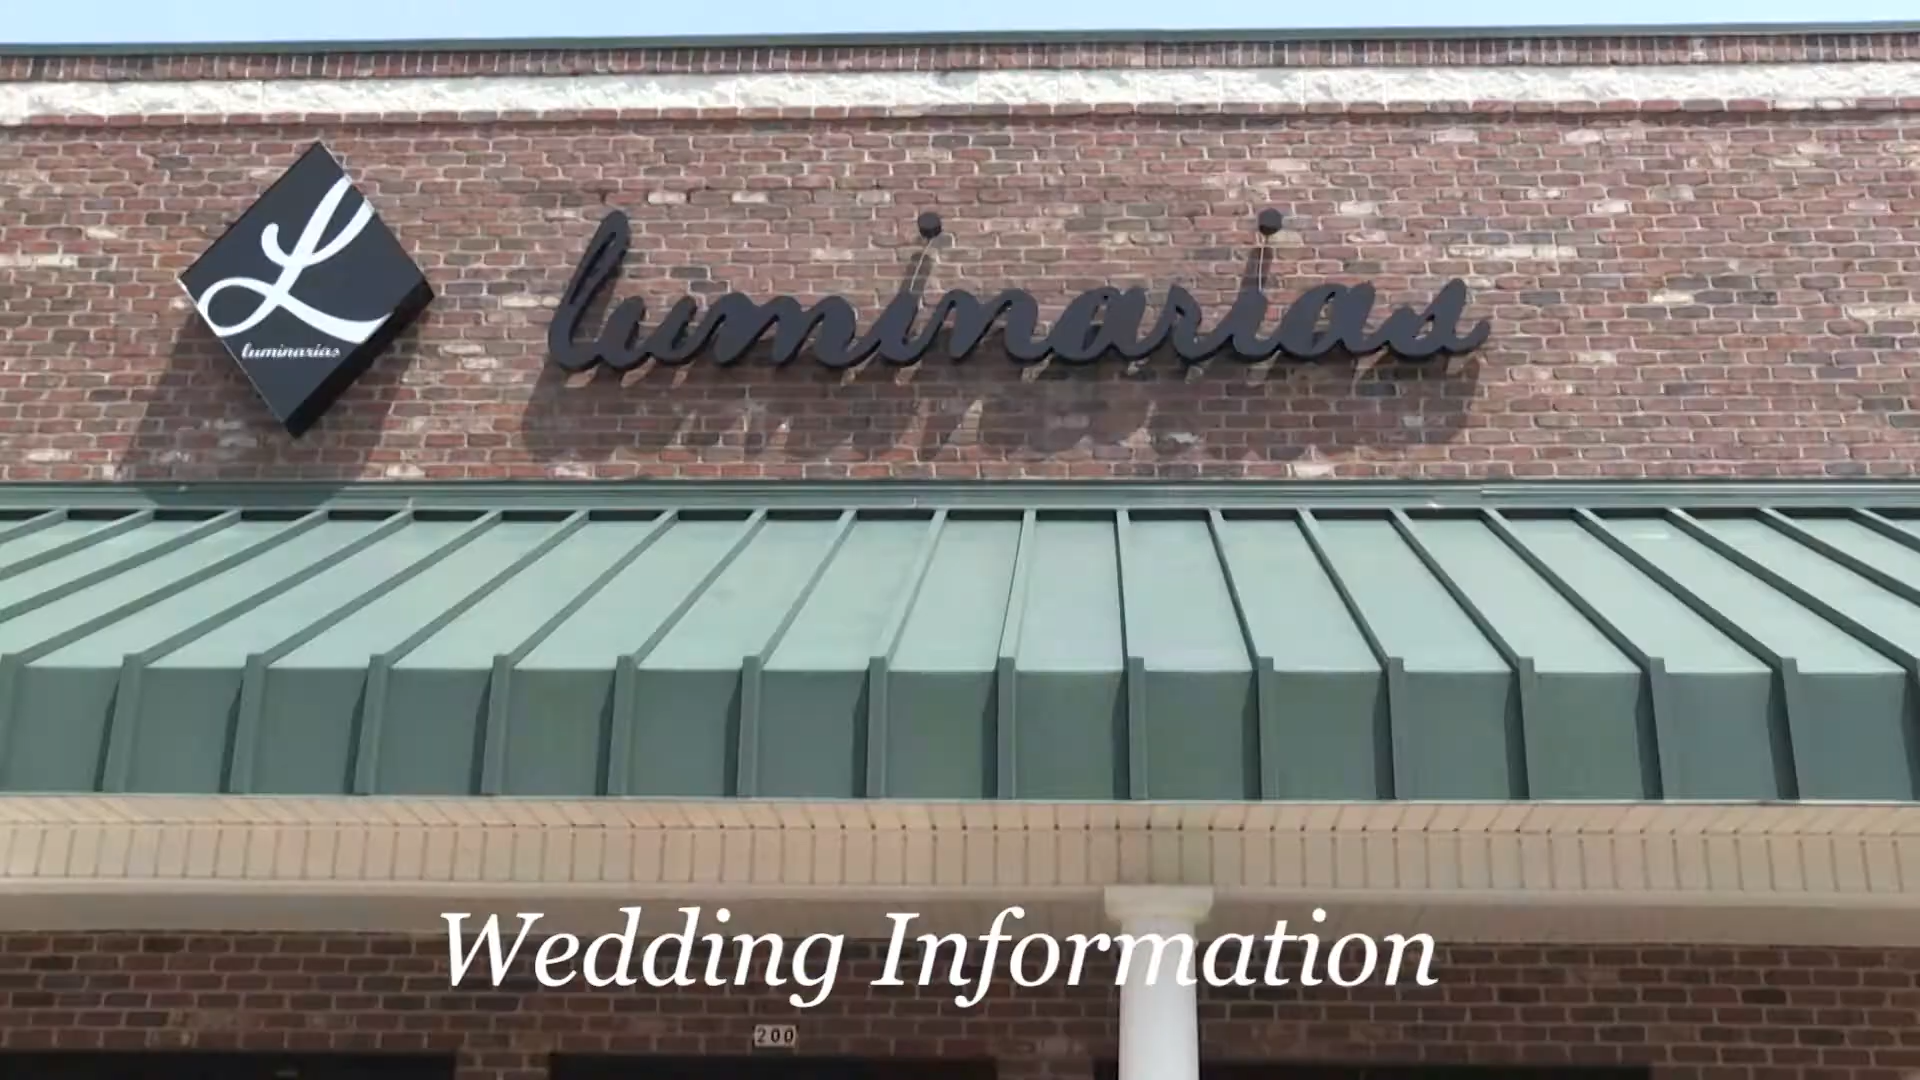 L
luminarias
luminarias
Wedding Information
200